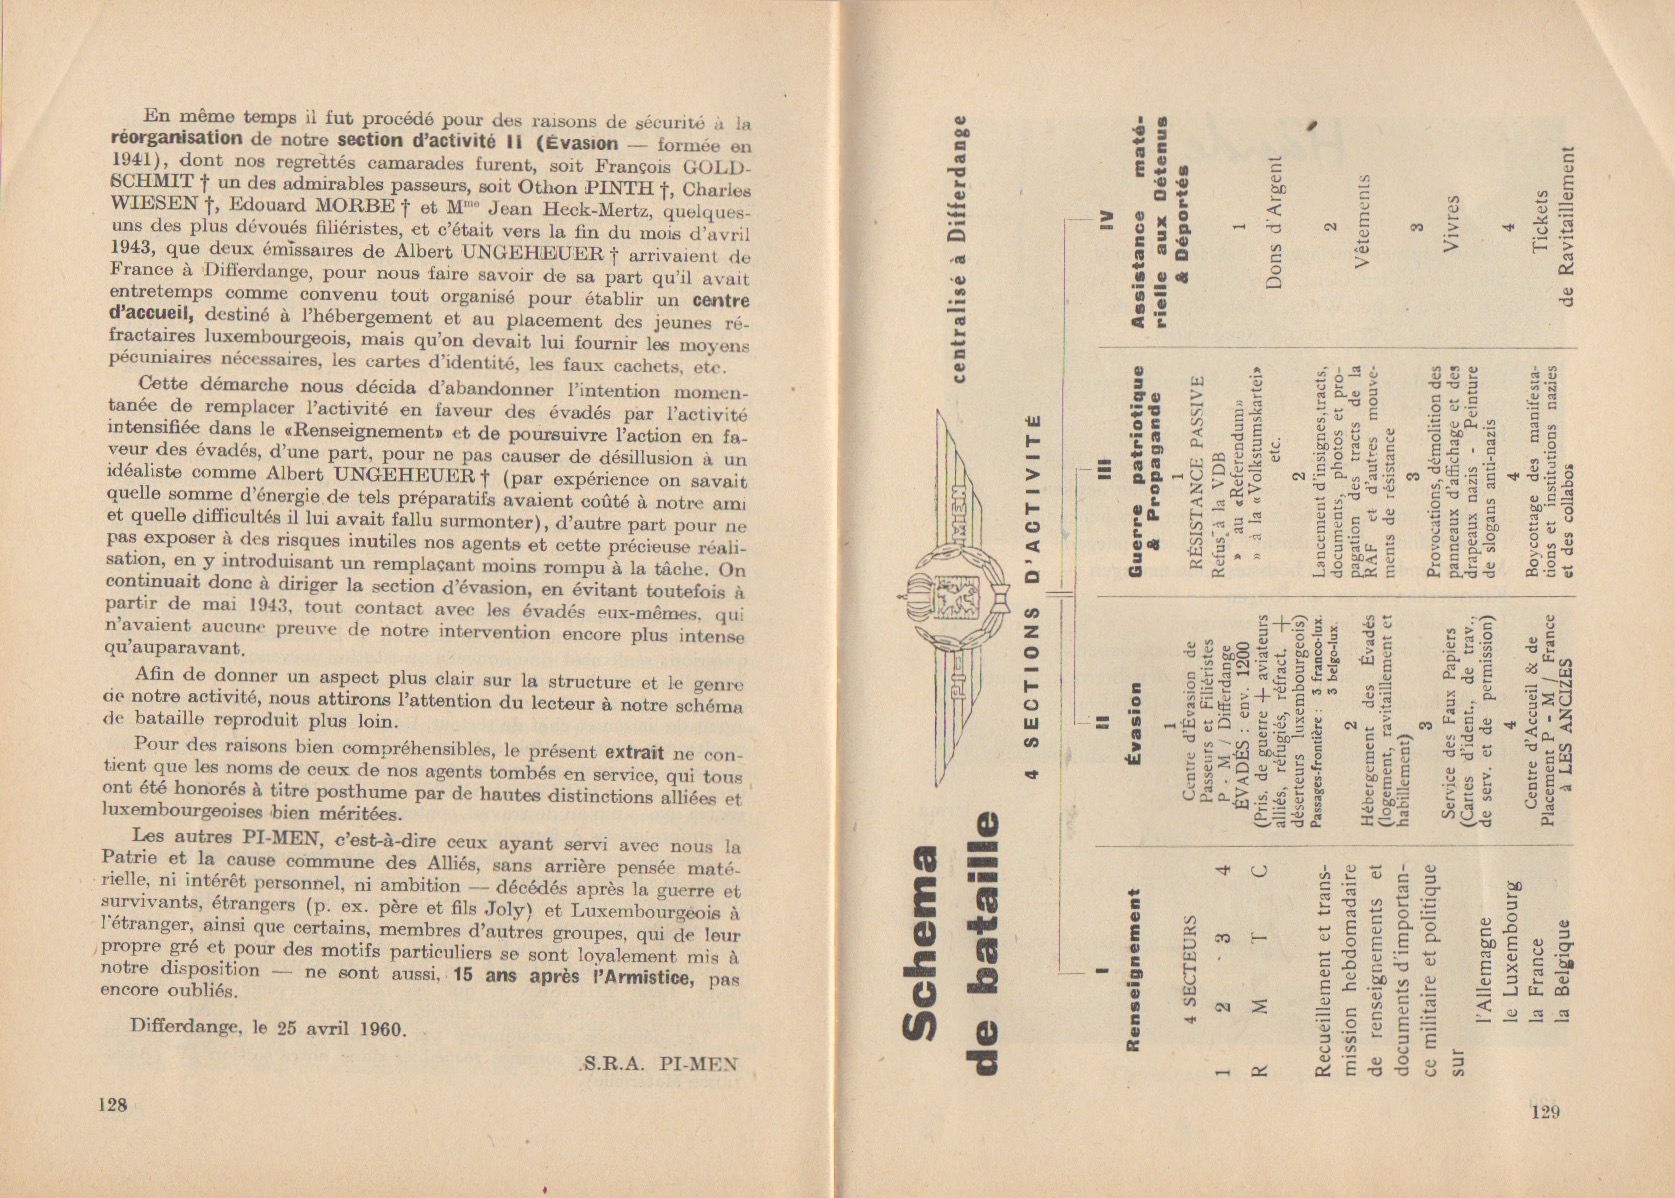 En même temps il fut procédé pour des raisons de sécurité à la
réorganisation de notre section d'activité II (Évasion — formée en
1941), dont nos regrettés camarades furent, soit François GOLD-
SCHMIT † un des admirables passeurs, soit Othon PINTH †, Charles
WIESEN †, Edouard MORBE † et Mme Jean Heck-Mertz, quelques-
uns des plus dévoués filiéristes, et c'était vers la fin du mois d'avril
1943, que deux émissaires de Albert UNGEHEUER † arrivaient de
France à Differdange, pour nous faire savoir de sa part qu'il avait
entretemps comme convenu tout organisé pour établir un centre
d'accueil, destiné à l'hébergement et au placement des jeunes ré-
fractaires luxembourgeois, mais qu'on devait lui fournir les moyens
pécuniaires nécessaires, les cartes d'identité, les faux cachets, etc.
Cette démarche nous décida d'abandonner l'intention momen-
tanée de remplacer l'activité en faveur des évadés par l'activité
intensifiée dans le «Renseignement» et de poursuivre l'action en fa-
veur des évadés, d'une part, pour ne pas causer de désillusion à un
idéaliste comme Albert UNGEHEUER † (par expérience on savait
quelle somme d'énergie de tels préparatifs avaient coûté à notre ami
et quelle difficultés il lui avait fallu surmonter), d'autre part pour ne
pas exposer à des risques inutiles nos agents et cette précieuse réali-
sation, en y introduisant un remplaçant moins rompu à la tâche. On
continuait donc à diriger la section d'évasion, en évitant toutefois à
partir de mai 1943, tout contact avec les évadés eux-mêmes, qui
n'avaient aucune preuve de notre intervention encore plus intense
qu'auparavant.
Afin de donner un aspect plus clair sur la structure et le genre
de notre activité, nous attirons l'attention du lecteur à notre schéma
de bataille reproduit plus loin.
Pour des raisons bien compréhensibles, le présent extrait ne con-
tient que les noms de ceux de nos agents tombés en service, qui tous
ont été honorés à titre posthume par de hautes distinctions alliées et
luxembourgeoises bien méritées.
Les autres PI-MEN, c'est-à-dire ceux ayant servi avec nous la
Patrie et la cause commune des Alliés, sans arrière pensée maté-
rielle, ni intérêt personnel, ni ambition — décédés après la guerre et
survivants, étrangers (p. ex. père et fils Joly) et Luxembourgeois à
l'étranger, ainsi que certains, membres d'autres groupes, qui de leur
propre gré et pour des motifs particuliers se sont loyalement mis à
notre disposition — ne sont aussi, 15 ans après l'Armistice, pas
encore oubliés.
Differdange, le 25 avril 1960.
S.R.A. PI-MEN
128
Schema
de bataille
PI MEN
centralisé à Differdange
4 SECTIONS D'ACTIVITÉ
I
Renseignement
4 SECTEURS
1 2 3 4
R M T C
Recueillement et trans-
mission hebdomadaire
de renseignements et
documents d'importan-
ce militaire et politique
sur
l'Allemagne
le Luxembourg
la France
la Belgique
II
Évasion
1
Centre d'Évasion de
Passeurs et Filiéristes
P - M / Differdange
ÉVADÉS : env. 1200
(Pris. de guerre + aviateurs
alliés, réfugiés, réfract. +
déserteurs luxembourgeois)
Passages-frontière : 3 franco-lux.
3 belgo-lux.
2
Hébergement des Évadés
(logement, ravitaillement et
habillement)
3
Service des Faux Papiers
(Cartes d'ident., de trav.,
de serv. et de permission)
4
Centre d'Accueil & de
Placement P - M / France
à LES ANCIZES
III
Guerre patriotique
& Propagande
1
RÉSISTANCE PASSIVE
Refus à la VDB
» au «Referendum»
» à la «Volkstumskartei»
etc.
2
Lancement d'insignes, tracts,
documents, photos et pro-
pagation des tracts de la
RAF et d'autres mouve-
ments de résistance
3
Provocations, démolition des
panneaux d'affichage et des
drapeaux nazis - Peinture
de slogans anti-nazis
4
Boycottage des manifesta-
tions et institutions nazies
et des collabos
IV
Assistance maté-
rielle aux Détenus
& Déportés
1
Dons d'Argent
2
Vêtements
3
Vivres
4
Tickets
de Ravitaillement
129